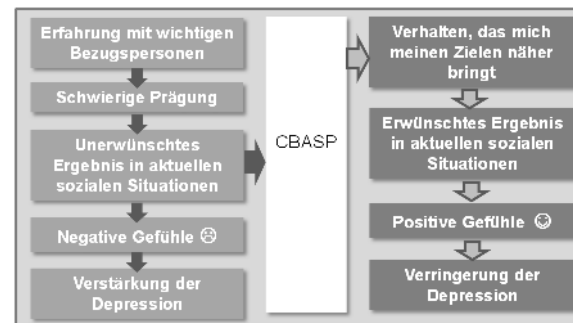 Erfahrung mit wichtigen
Bezugspersonen
Schwierige Prägung
Unerwünschtes
Ergebnis in aktuellen
sozialen Situationen
Negative Gefühle ☹
Verstärkung der
Depression
CBASP
Verhalten, das mich
meinen Zielen näher
bringt
Erwünschtes Ergebnis
in aktuellen sozialen
Situationen
Positive Gefühle ☺
Verringerung der
Depression